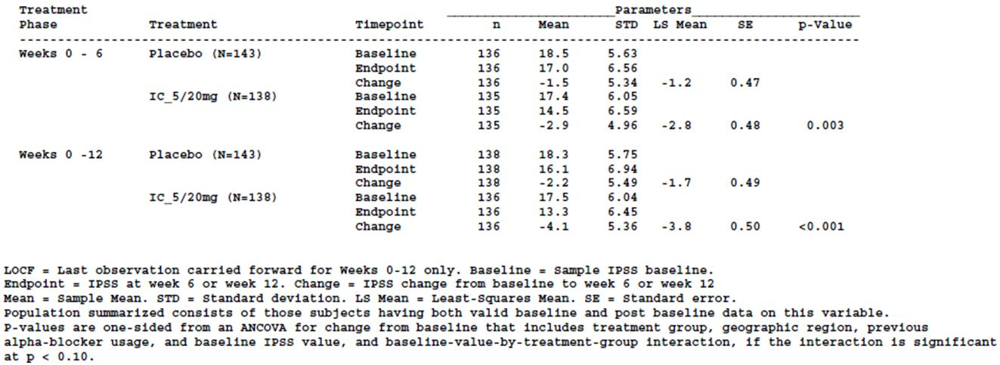 Treatment Parameters
Phase Treatment Timepoint n Mean STD LS Mean SE p-Value
Weeks 0 - 6 Placebo (N=143) Baseline 136 18.5 5.63
Endpoint 136 17.0 6.56
Change 136 -1.5 5.34 -1.2 0.47
IC_5/20mg (N=138) Baseline 135 17.4 6.05
Endpoint 135 14.5 6.59
Change 135 -2.9 4.96 -2.8 0.48 0.003
Weeks 0 -12 Placebo (N=143) Baseline 138 18.3 5.75
Endpoint 138 16.1 6.94
Change 138 -2.2 5.49 -1.7 0.49
IC_5/20mg (N=138) Baseline 136 17.5 6.04
Endpoint 136 13.3 6.45
Change 136 -4.1 5.36 -3.8 0.50 <0.001
LOCF = Last observation carried forward for Weeks 0-12 only. Baseline = Sample IPSS baseline.
Endpoint = IPSS at week 6 or week 12. Change = IPSS change from baseline to week 6 or week 12
Mean = Sample Mean. STD = Standard deviation. LS Mean = Least-Squares Mean. SE = Standard error.
Population summarized consists of those subjects having both valid baseline and post baseline data on this variable.
P-values are one-sided from an ANCOVA for change from baseline that includes treatment group, geographic region, previous
alpha-blocker usage, and baseline IPSS value, and baseline-value-by-treatment-group interaction, if the interaction is significant
at p < 0.10.